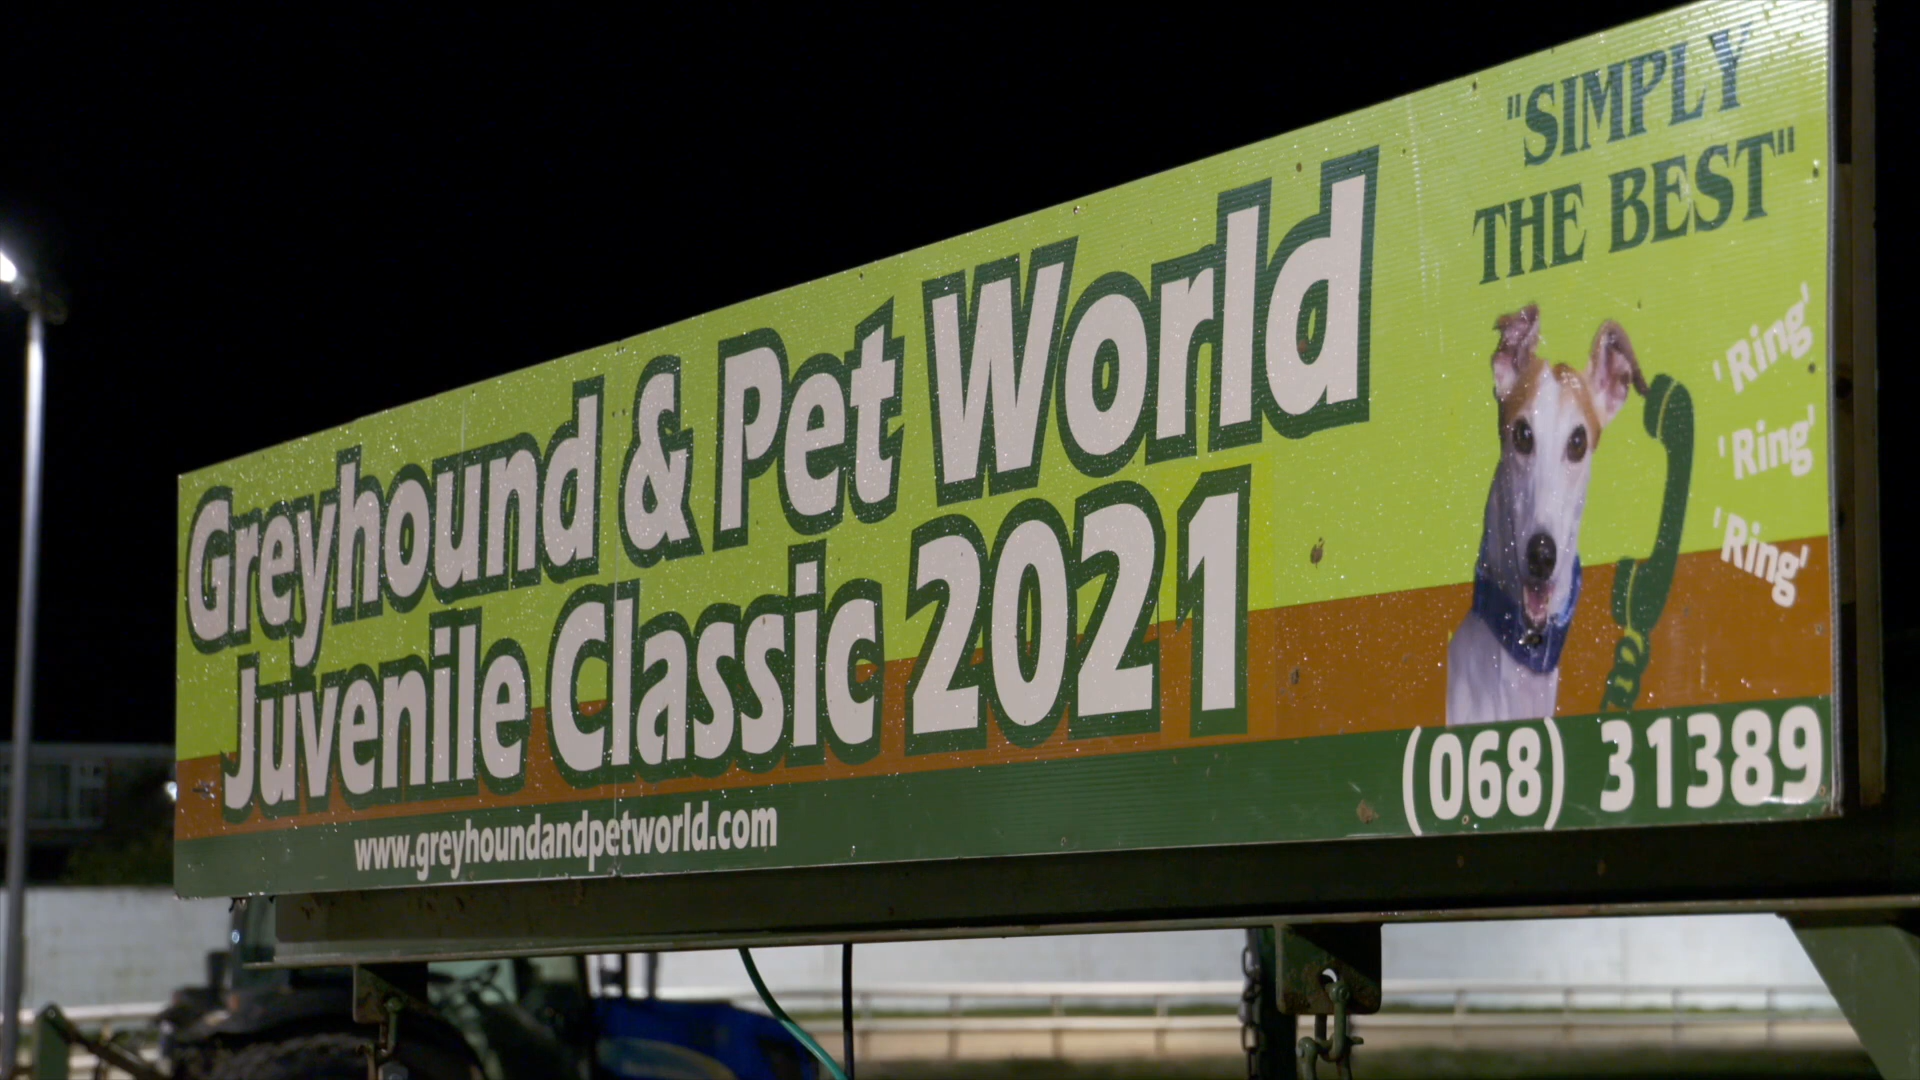 "SIMPLY
THE BEST"
Greyhound & Pet World
Juvenile Classic 2021
'Ring'
'Ring'
'Ring'
www.greyhoundandpetworld.com
(068) 31389